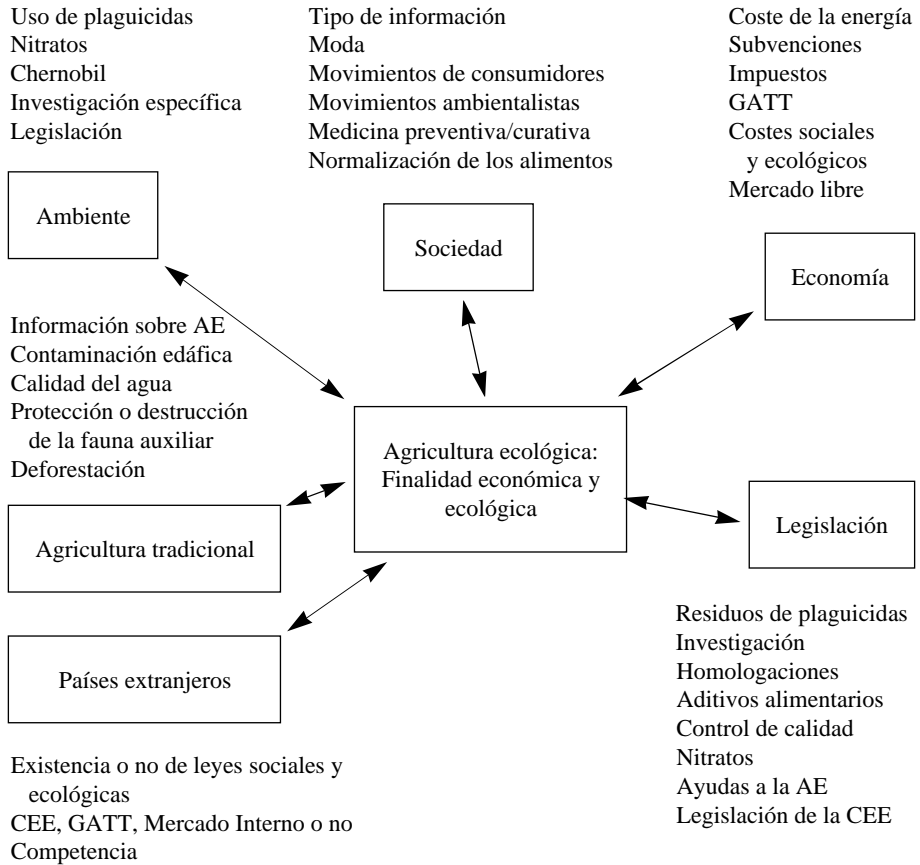 Uso de plaguicidas
Nitratos
Chernobil
Investigación específica
Legislación
Ambiente
Tipo de información
Moda
Movimientos de consumidores
Movimientos ambientalistas
Medicina preventiva/curativa
Normalización de los alimentos
Sociedad
Coste de la energía
Subvenciones
Impuestos
GATT
Costes sociales
y ecológicos
Mercado libre
Economía
Información sobre AE
Contaminación edáfica
Calidad del agua
Protección o destrucción
de la fauna auxiliar
Deforestación
Agricultura tradicional
Agricultura ecológica:
Finalidad económica y
ecológica
Legislación
Residuos de plaguicidas
Investigación
Homologaciones
Aditivos alimentarios
Control de calidad
Nitratos
Ayudas a la AE
Legislación de la CEE
Países extranjeros
Existencia o no de leyes sociales y
ecológicas
CEE, GATT, Mercado Interno o no
Competencia